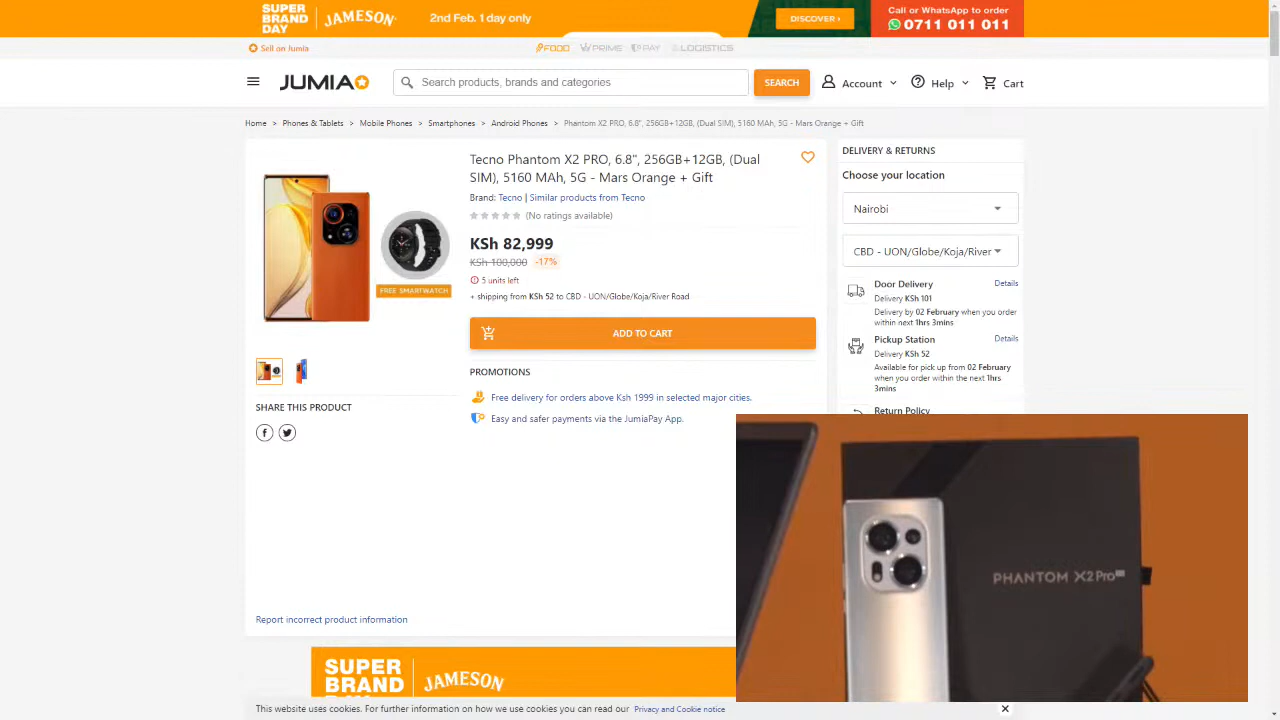 SUPER
BRAND
DAY
JAMESON
2nd Feb. 1 day only
DISCOVER ›
Call or WhatsApp to order
0711 011 011
Sell on Jumia
FOOD
PRIME
PAY
LOGISTICS
JUMIA
Search products, brands and categories
SEARCH
Account
Help
Cart
Home > Phones & Tablets > Mobile Phones > Smartphones > Android Phones > Phantom X2 PRO, 6.8", 256GB+12GB, (Dual SIM), 5160 MAh, 5G - Mars Orange + Gift
FREE SMARTWATCH
SHARE THIS PRODUCT
Report incorrect product information
Tecno Phantom X2 PRO, 6.8", 256GB+12GB, (Dual
SIM), 5160 MAh, 5G - Mars Orange + Gift
Brand: Tecno | Similar products from Tecno
(No ratings available)
KSh 82,999
KSh 100,000 -17%
5 units left
+ shipping from KSh 52 to CBD - UON/Globe/Koja/River Road
ADD TO CART
PROMOTIONS
Free delivery for orders above Ksh 1999 in selected major cities.
Easy and safer payments via the JumiaPay App.
DELIVERY & RETURNS
Choose your location
Nairobi
CBD - UON/Globe/Koja/River
Door Delivery
Details
Delivery KSh 101
Delivery by 02 February when you order
within next 1hrs 3mins
Pickup Station
Details
Delivery KSh 52
Available for pick up from 02 February
when you order within the next 1hrs
3mins
Return Policy
PHANTOM X2 Pro
SUPER
BRAND
JAMESON
This website uses cookies. For further information on how we use cookies you can read our Privacy and Cookie notice